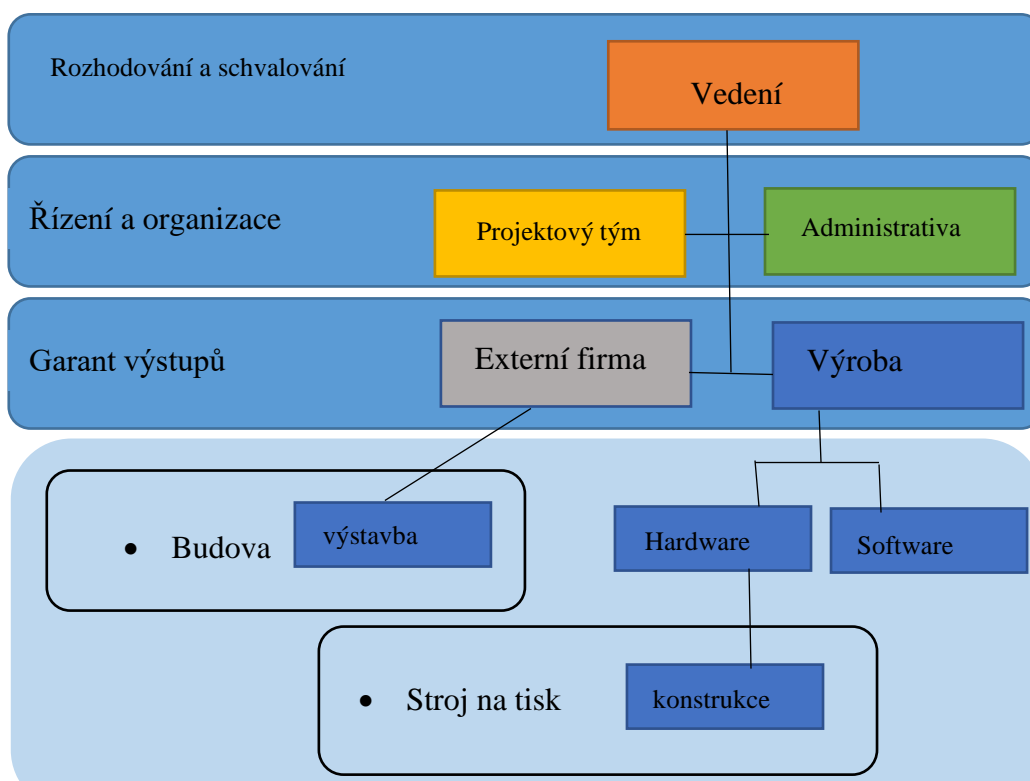 Rozhodování a schvalování
Vedení
Řízení a organizace
Projektový tým
Administrativa
Garant výstupů
Externí firma
Výroba
• Budova
výstavba
Hardware
Software
• Stroj na tisk
konstrukce